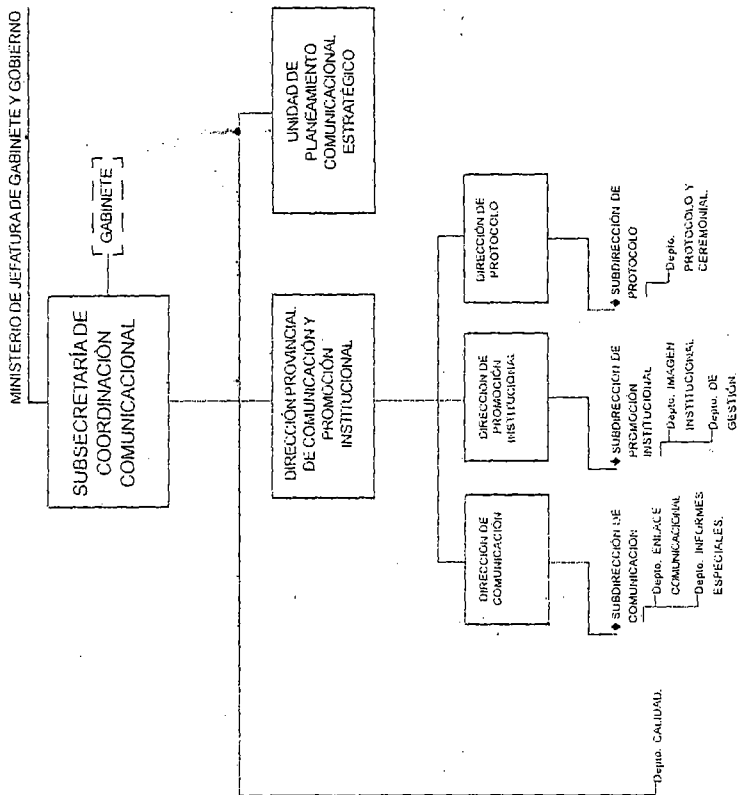 MINISTERIO DE JEFATURA DE GABINETE Y GOBIERNO
SUBSECRETARÍA DE
COORDINACIÓN
COMUNICACIONAL
GABINETE
DIRECCIÓN PROVINCIAL
DE COMUNICACIÓN Y
PROMOCIÓN
INSTITUCIONAL
UNIDAD DE
PLANEAMIENTO
COMUNICACIONAL
ESTRATÉGICO
DIRECCIÓN DE
COMUNICACIÓN
DIRECCIÓN DE
PROMOCIÓN
INSTITUCIONAL
DIRECCIÓN DE
PROTOCOLO
SUBDIRECCIÓN DE
COMUNICACIÓN
Depto. ENLACE
COMUNICACIONAL
Depto. INFORMES
ESPECIALES.
SUBDIRECCIÓN DE
PROMOCIÓN
INSTITUCIONAL
Depto. IMAGEN
INSTITUCIONAL
Depto. DE
GESTIÓN.
SUBDIRECCIÓN DE
PROTOCOLO
Depto.
PROTOCOLO Y
CEREMONIAL.
Depto. CALIDAD.